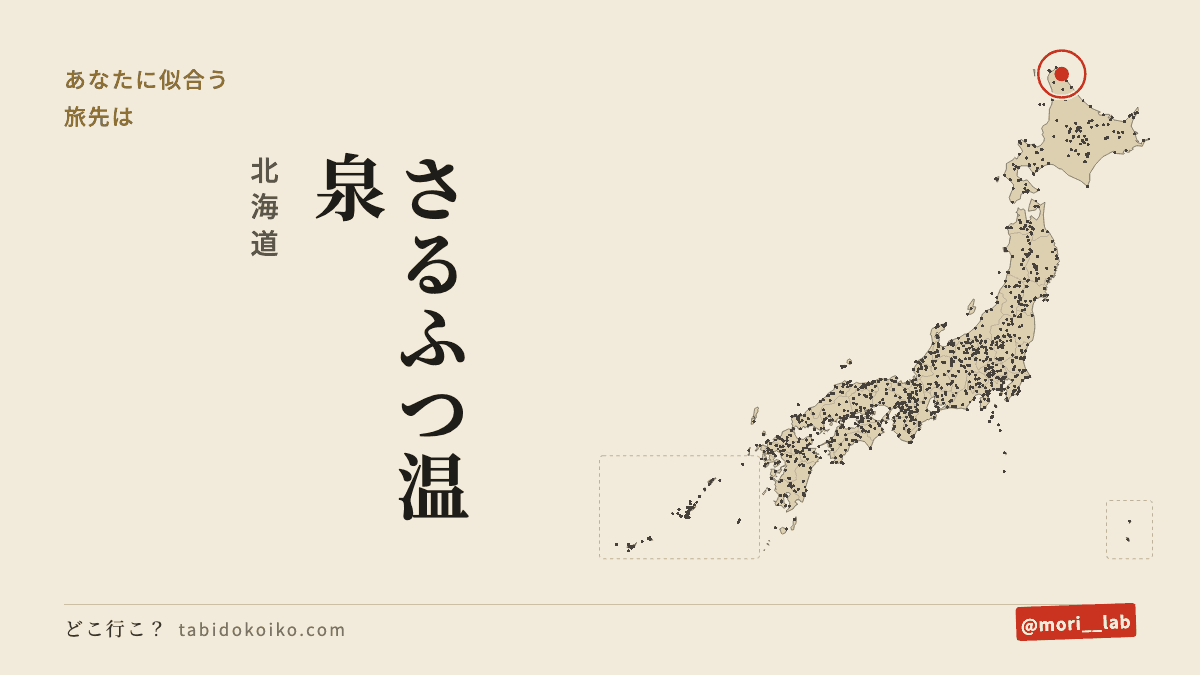 あなたに似合う
旅先は
さるふつ温
泉
北海道
どこ行こ？ tabidokoiko.com
@mori__lab